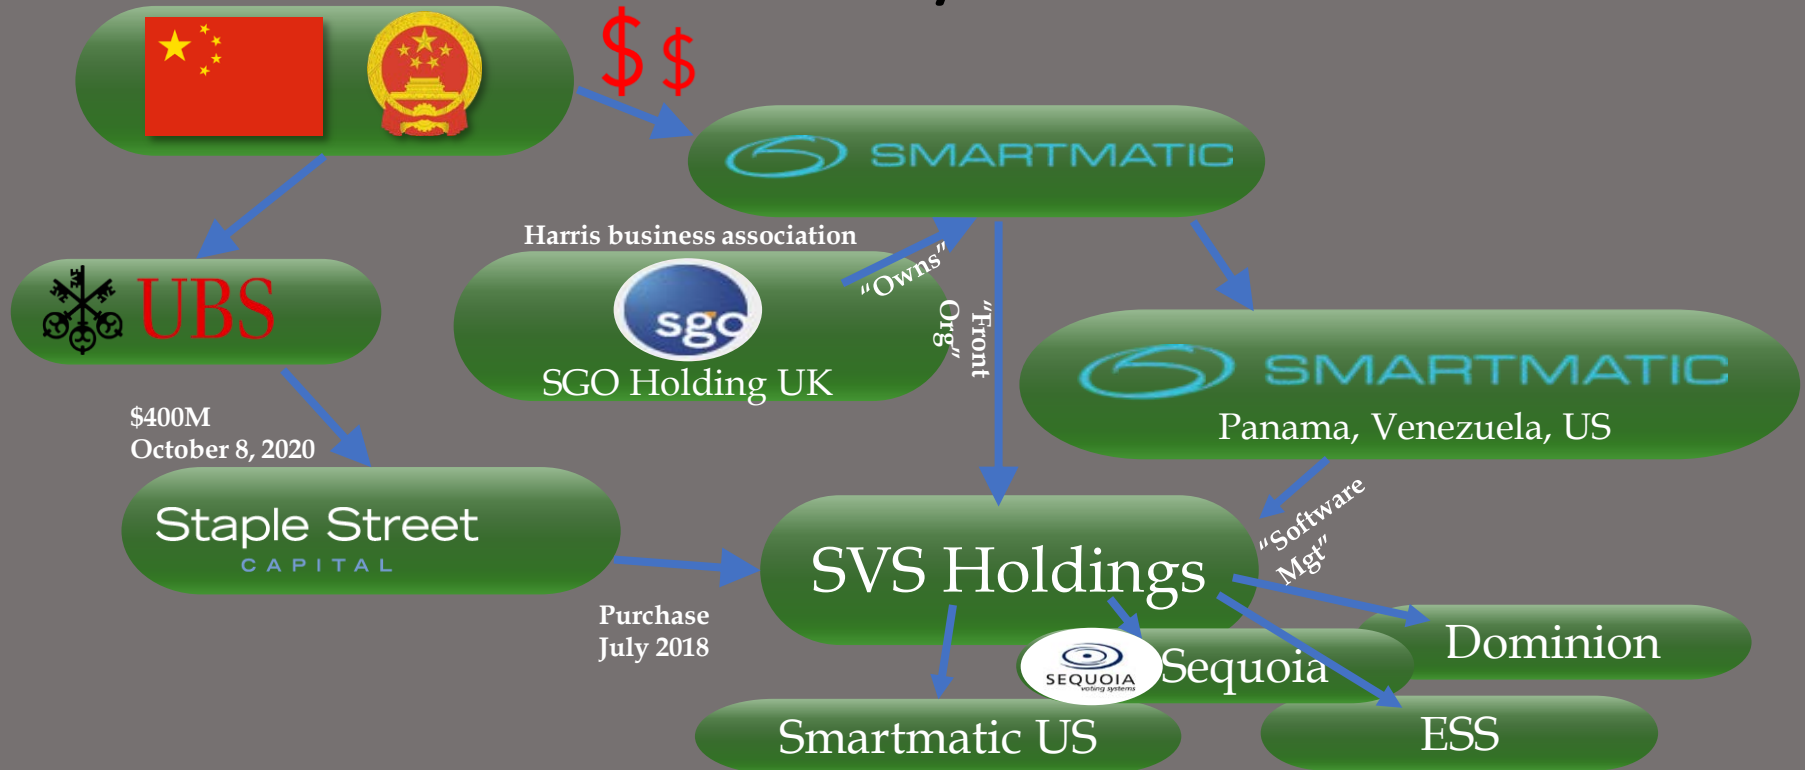 $ $
SMARTMATIC
Harris business association
"Owns"
sgo
SGO Holding UK
UBS
"Front
Org"
SMARTMATIC
Panama, Venezuela, US
$400M
October 8, 2020
Staple Street
CAPITAL
"Software
Mgt"
SVS Holdings
Purchase
July 2018
Dominion
SEQUOIA
voting systems
Sequoia
Smartmatic US
ESS